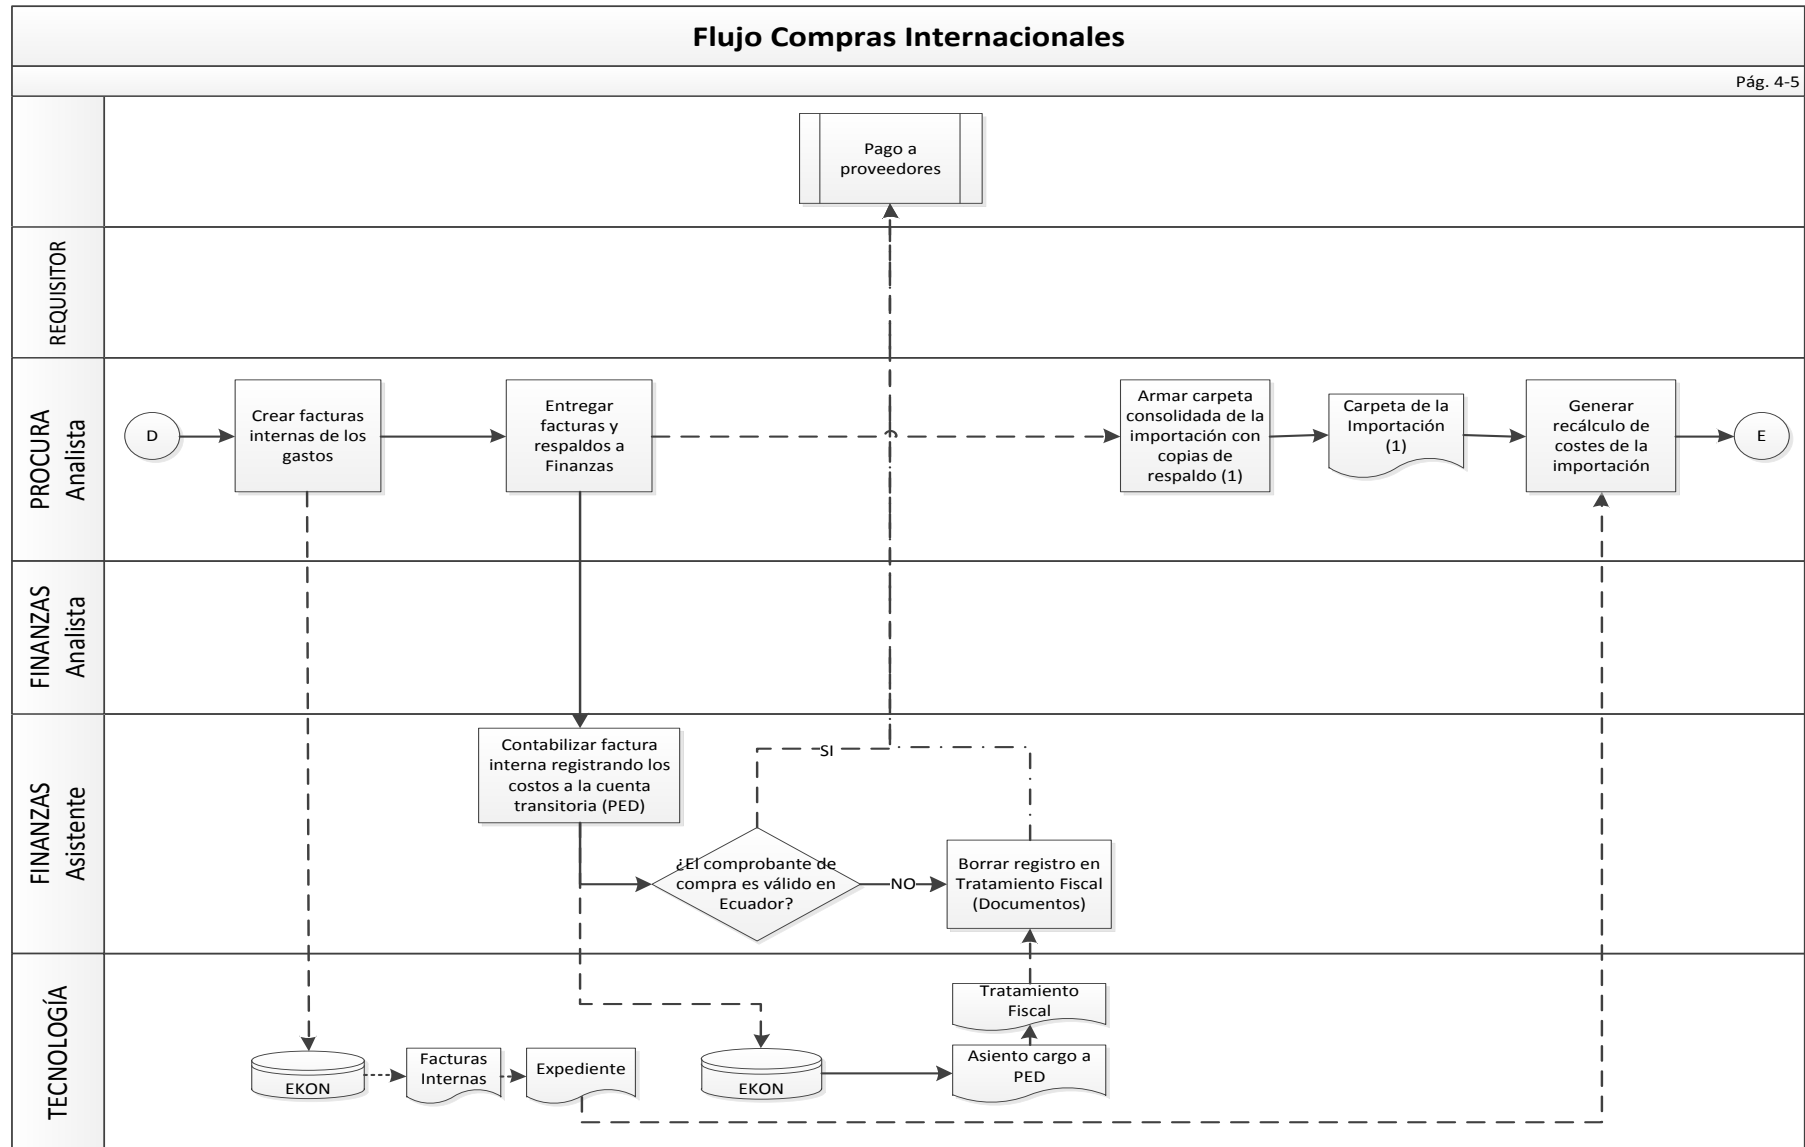 Flujo Compras Internacionales
Pág. 4-5
Pago a
proveedores
REQUISITOR
PROCURA
Analista
D
Crear facturas
internas de los
gastos
Entregar
facturas y
respaldos a
Finanzas
Armar carpeta
consolidada de la
importación con
copias de
respaldo (1)
Carpeta de la
Importación
(1)
Generar
recálculo de
costes de la
importación
E
FINANZAS
Analista
FINANZAS
Asistente
Contabilizar factura
interna registrando los
costos a la cuenta
transitoria (PED)
SI
¿El comprobante de
compra es válido en
Ecuador?
NO
Borrar registro en
Tratamiento Fiscal
(Documentos)
TECNOLOGÍA
EKON
Facturas
Internas
Expediente
EKON
Tratamiento
Fiscal
Asiento cargo a
PED